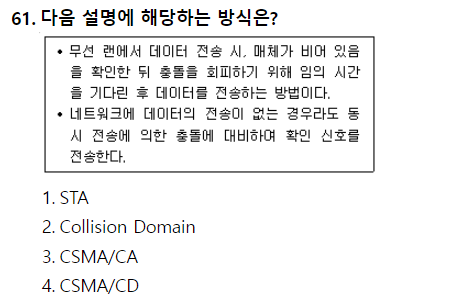 61. 다음 설명에 해당하는 방식은?
• 무선 랜에서 데이터 전송 시, 매체가 비어 있음
을 확인한 뒤 충돌을 회피하기 위해 임의 시간
을 기다린 후 데이터를 전송하는 방법이다.
• 네트워크에 데이터의 전송이 없는 경우라도 동
시 전송에 의한 충돌에 대비하여 확인 신호를
전송한다.
1. STA
2. Collision Domain
3. CSMA/CA
4. CSMA/CD